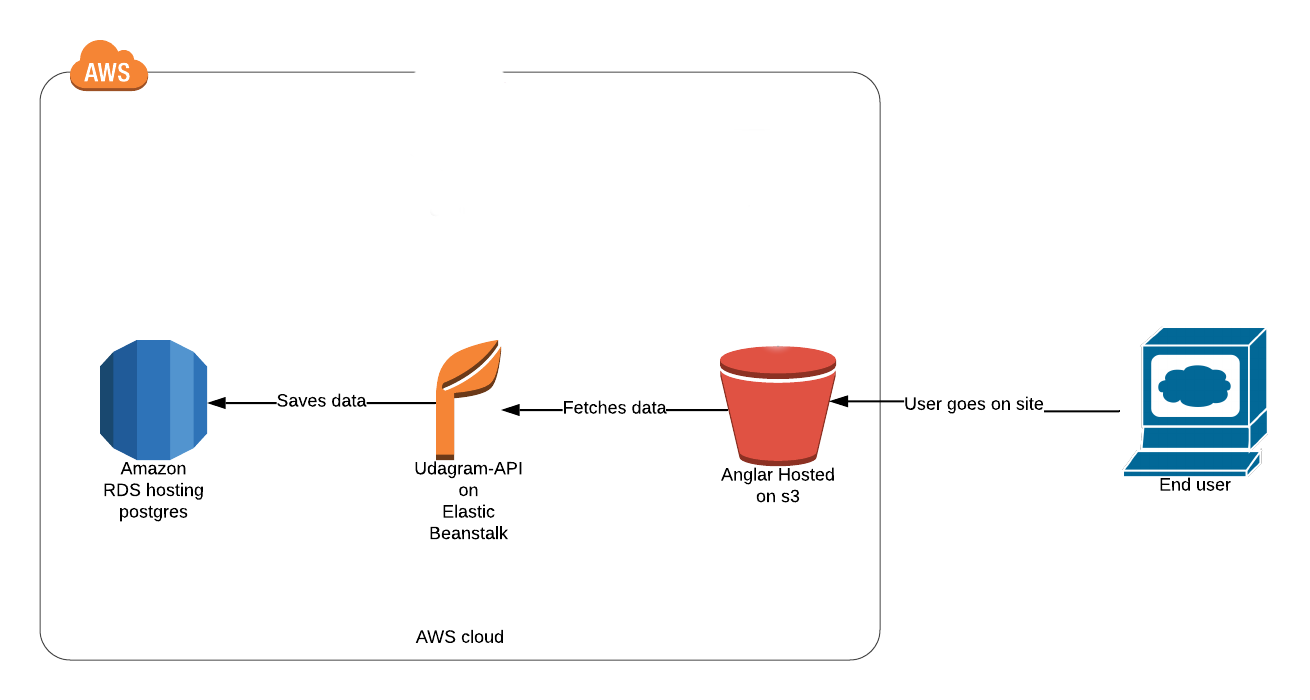 AWS
Saves data
Fetches data
User goes on site
Amazon
RDS hosting
postgres
Udagram-API
on
Elastic
Beanstalk
Anglar Hosted
on s3
End user
AWS cloud